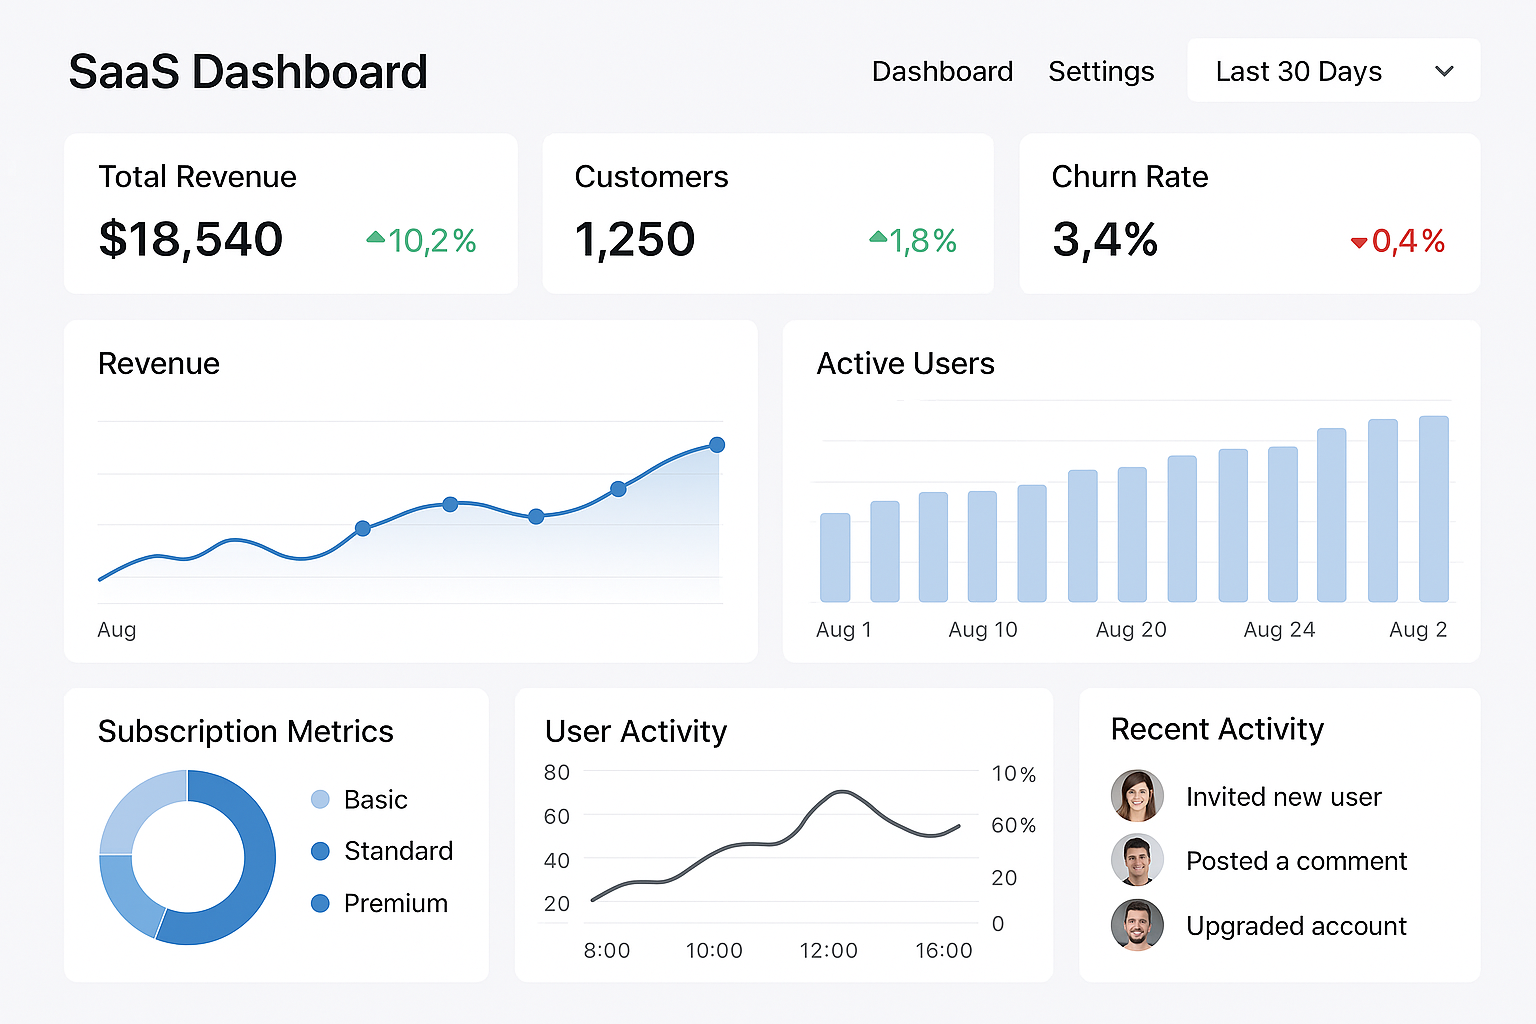 SaaS Dashboard
Dashboard Settings Last 30 Days
Total Revenue
$18,540 10,2%
Customers
1,250 1,8%
Churn Rate
3,4% 0,4%
Revenue
Aug
Active Users
Aug 1 Aug 10 Aug 20 Aug 24 Aug 2
Subscription Metrics
Basic
Standard
Premium
User Activity
80 10%
60 60%
40 20
20 0
8:00 10:00 12:00 16:00
Recent Activity
Invited new user
Posted a comment
Upgraded account